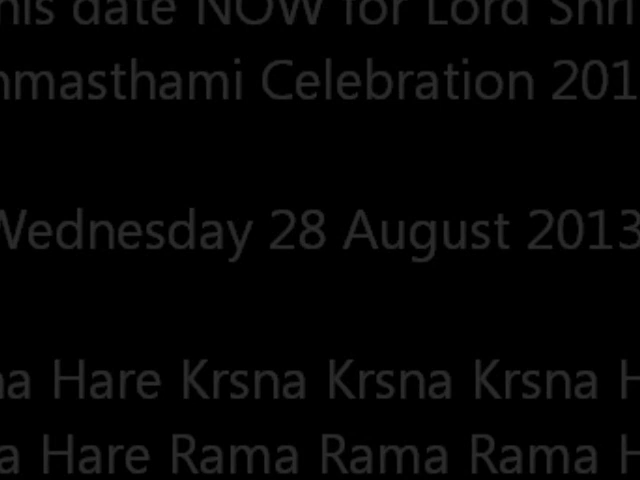 his date NOW for Lord Shri
nmasthami Celebration 201
Wednesday 28 August 2013
na Hare Krsna Krsna Krsna H
a Hare Rama Rama Rama H